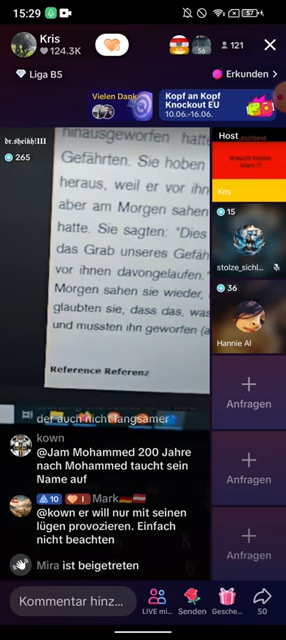 15:29
Kris
124.3K
121
Liga B5
Erkunden
Vielen Dank
Kopf an Kopf
Knockout EU
10.06.-16.06.
dr.sheikh!III
265
hinausgeworfen hatte
Gefährten. Sie hoben
heraus, weil er vor ihn
aber am Morgen sahen
hatte. Sie sagten: "Dies
das Grab unseres Gefäh
vor ihnen davongelaufen."
Morgen sahen sie wieder,
glaubten sie, dass das, was
und mussten ihn geworfen (a
Reference Referenz
Host
Kris
15
stolze_sichl...
36
Hannie Al
Anfragen
Anfragen
Anfragen
der auch nicht langsamer
kown
@Jam Mohammed 200 Jahre
nach Mohammed taucht sein
Name auf
10
1
Mark
@kown er will nur mit seinen
lügen provozieren. Einfach
nicht beachten
Mira ist beigetreten
Kommentar hinz...
LIVE mi...
Senden
Gesche...
50